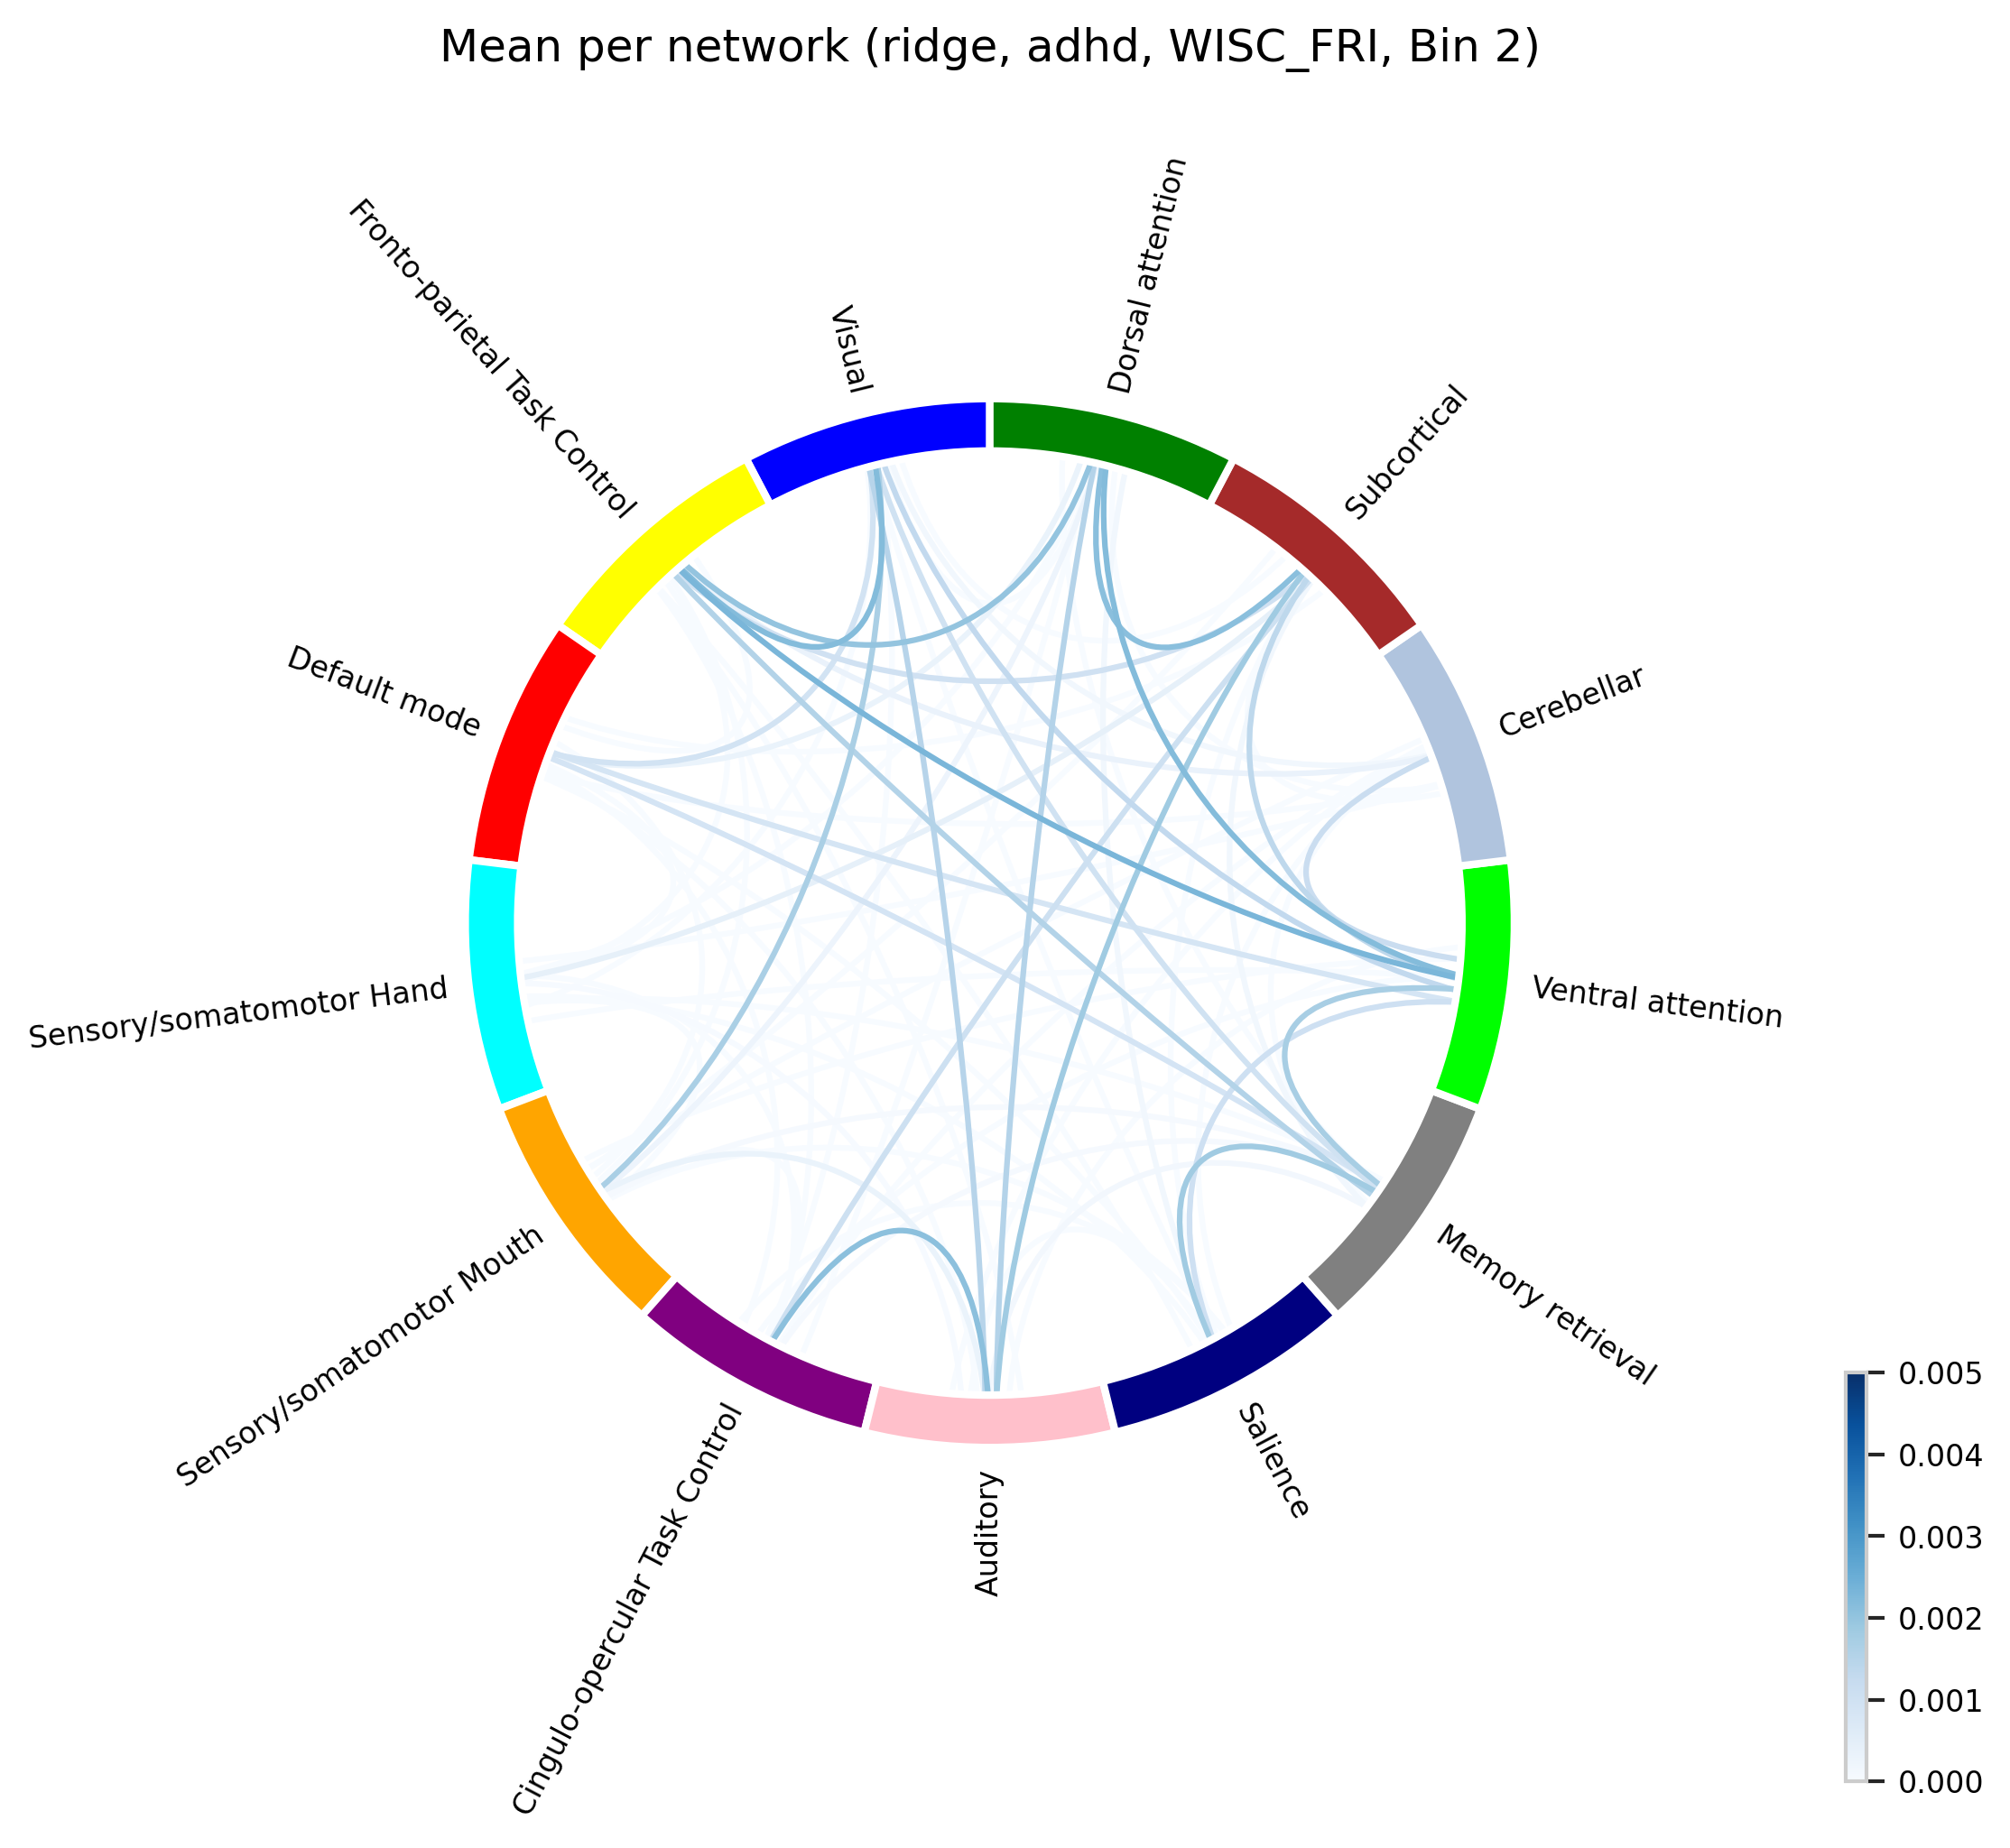 Mean per network (ridge, adhd, WISC_FRI, Bin 2)
Dorsal attention
Subcortical
Cerebellar
Ventral attention
Memory retrieval
Salience
Auditory
Cingulo-opercular Task Control
Sensory/somatomotor Mouth
Sensory/somatomotor Hand
Default mode
Fronto-parietal Task Control
Visual
0.005
0.004
0.003
0.002
0.001
0.000